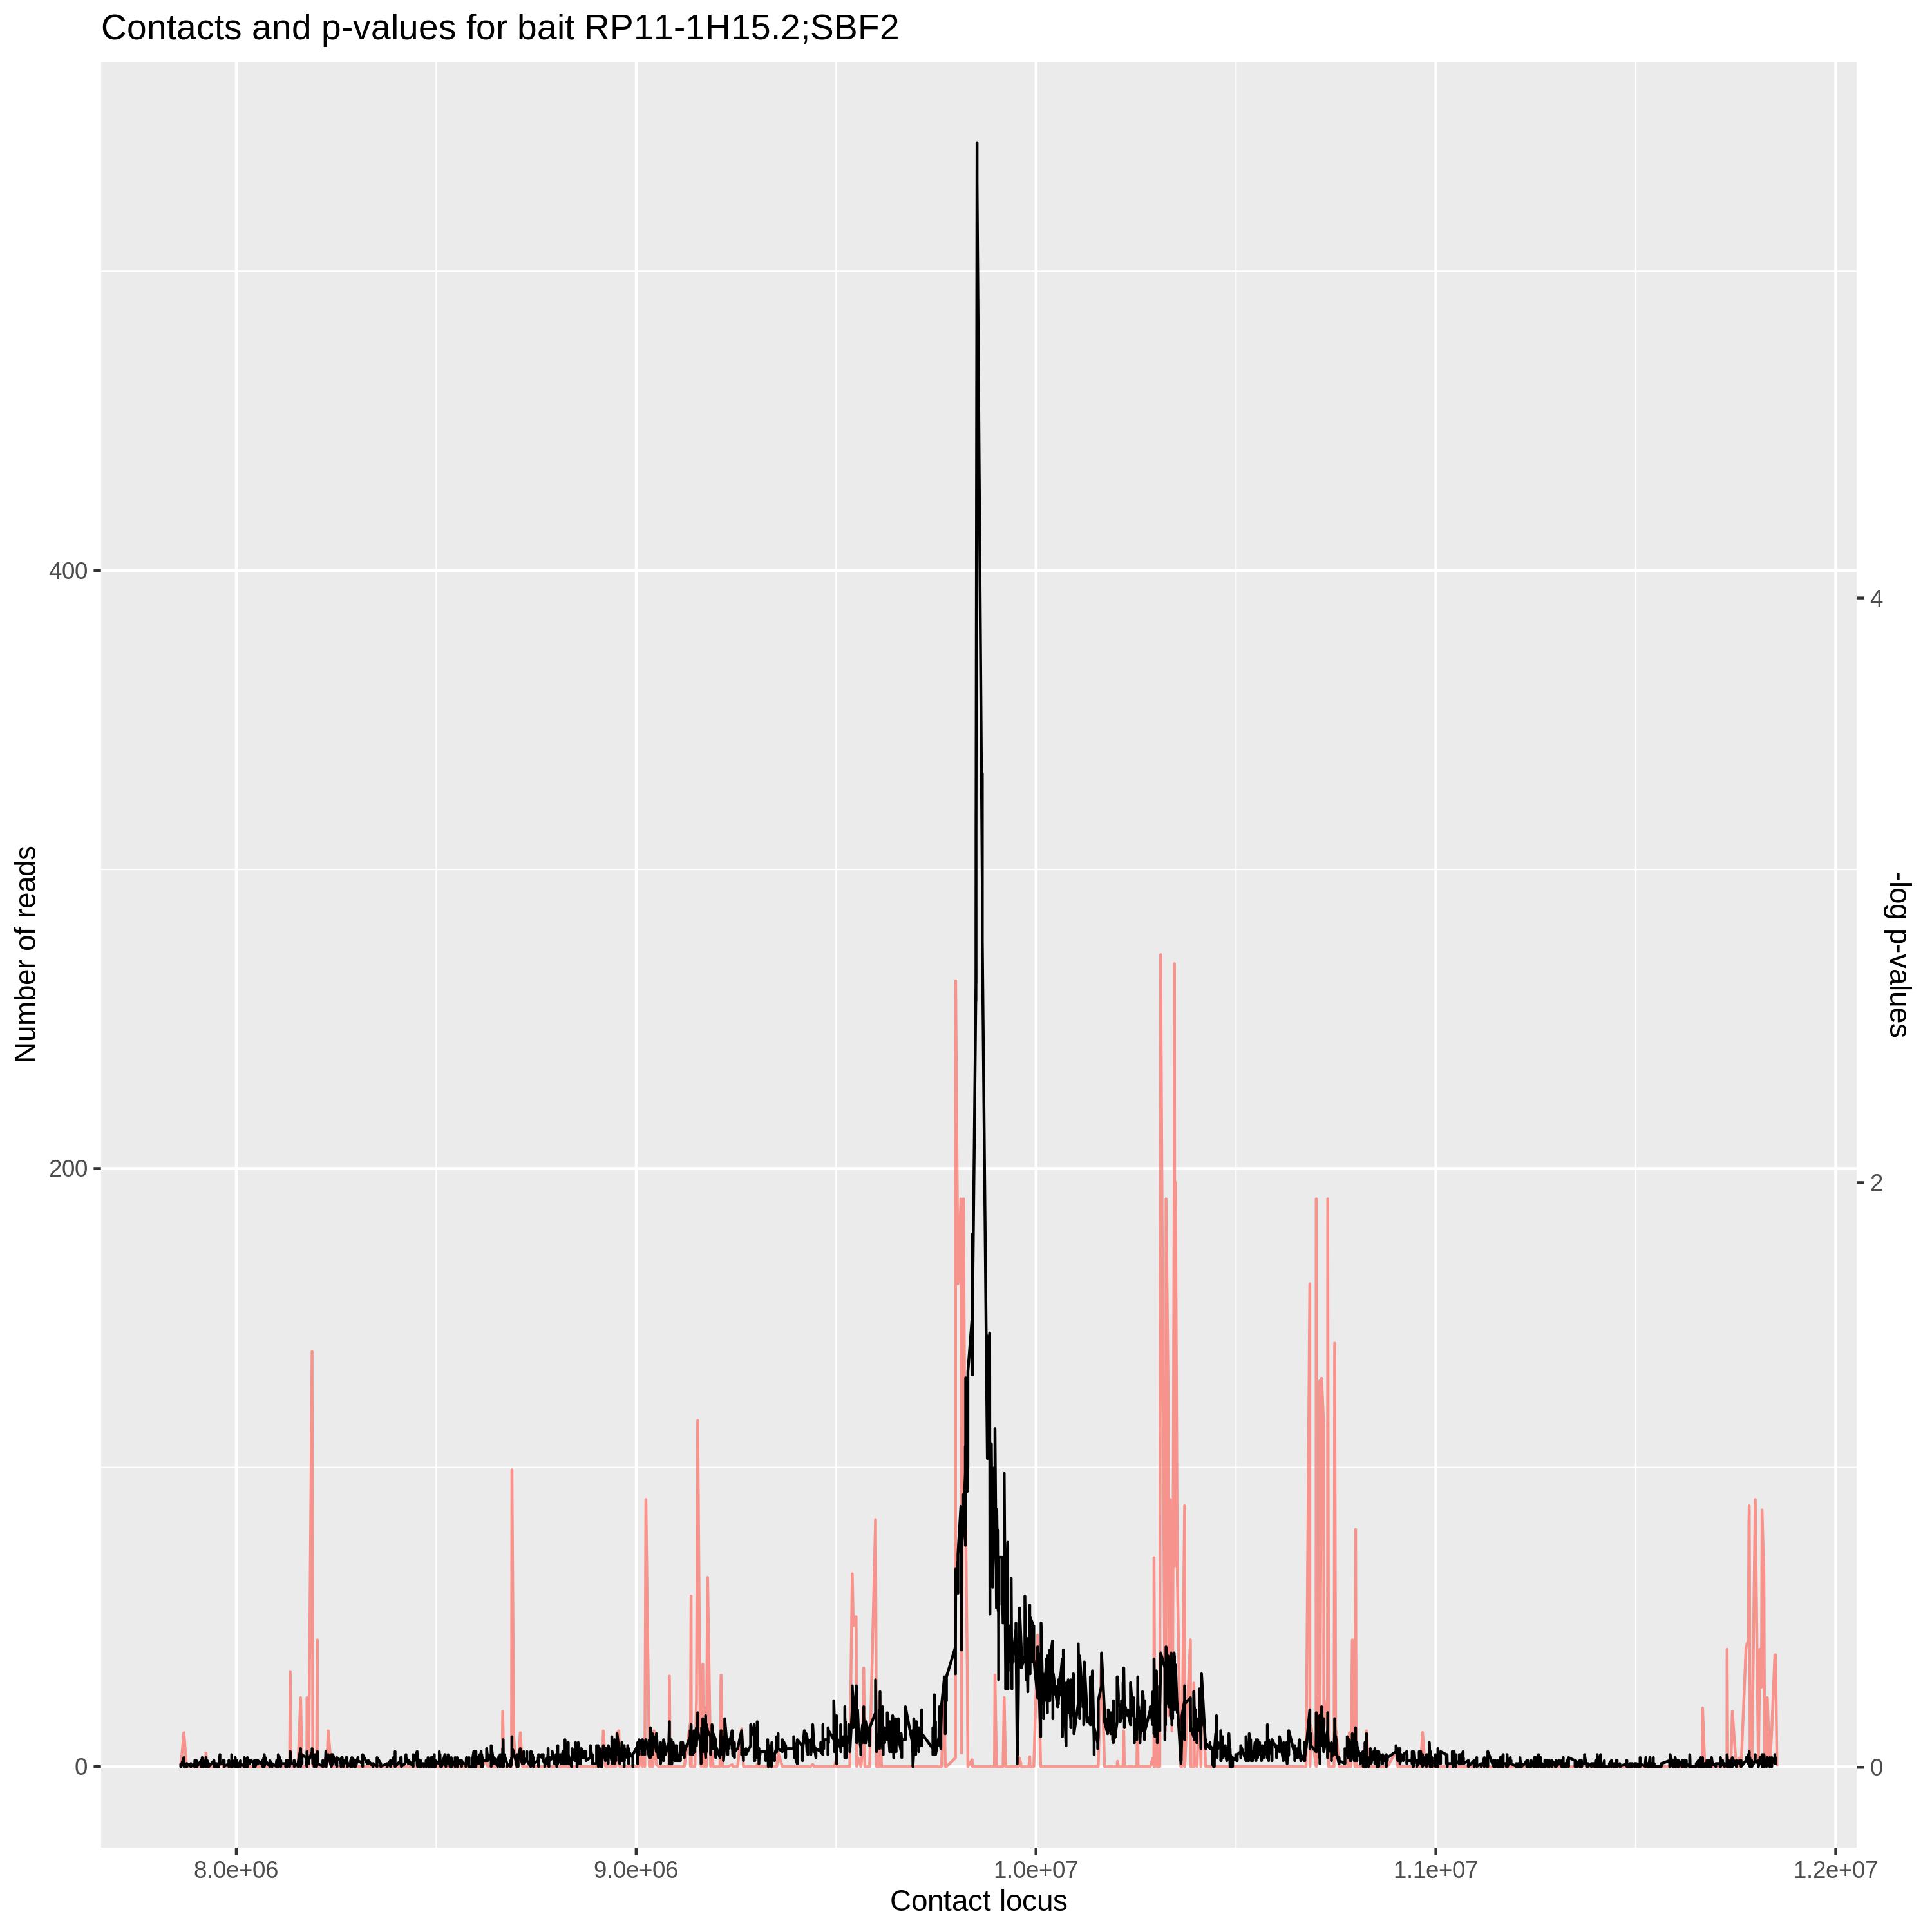 Contacts and p-values for bait RP11-1H15.2;SBF2
Number of reads
400
200
0
4
2
0
-log p-values
8.0e+06 9.0e+06 1.0e+07 1.1e+07 1.2e+07
Contact locus